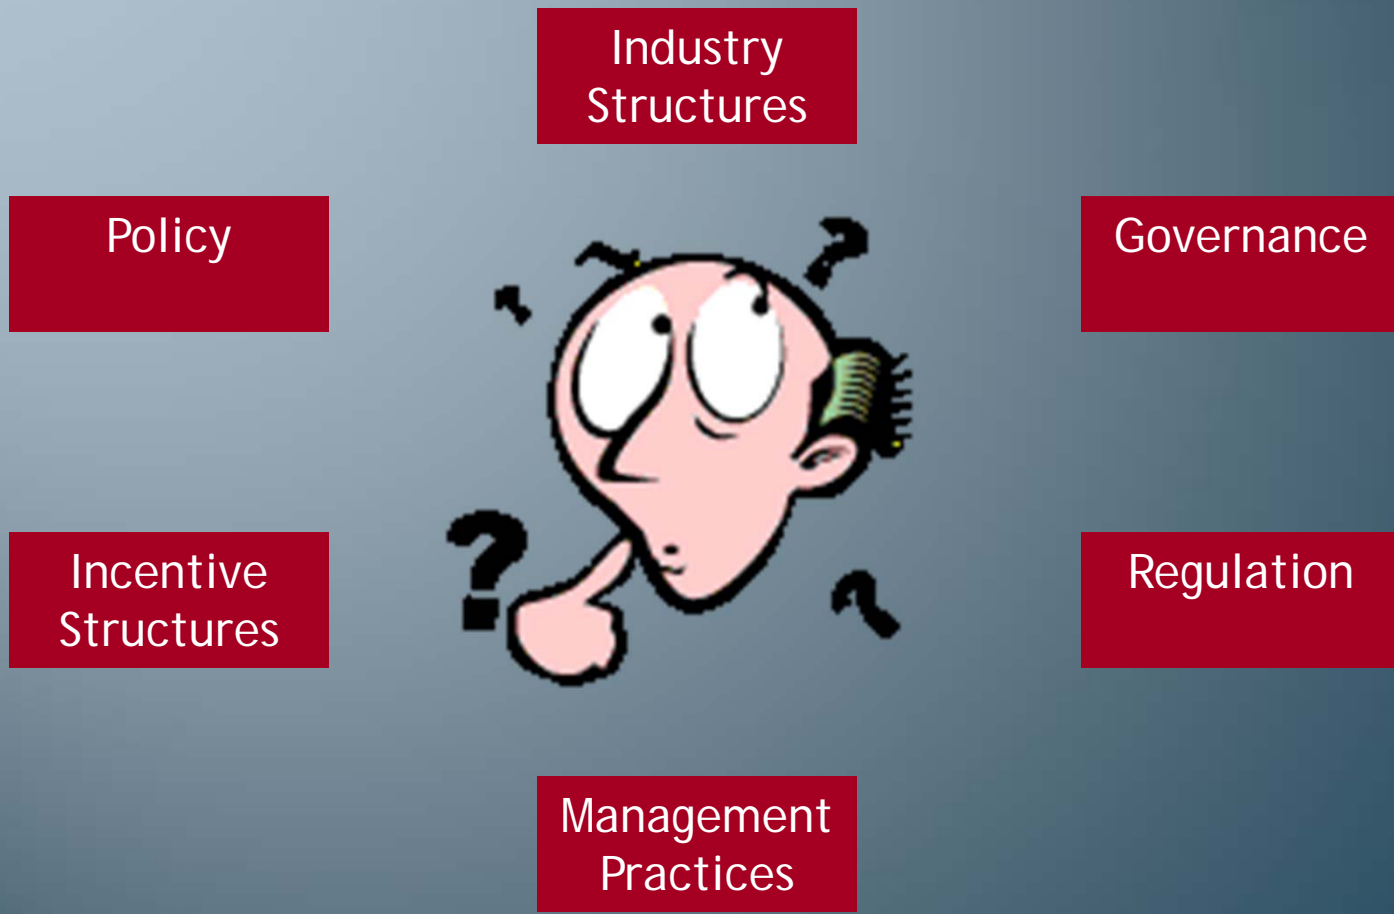 Industry
Structures
Policy
Governance
?
?
?
?
?
Incentive
Structures
Regulation
Management
Practices